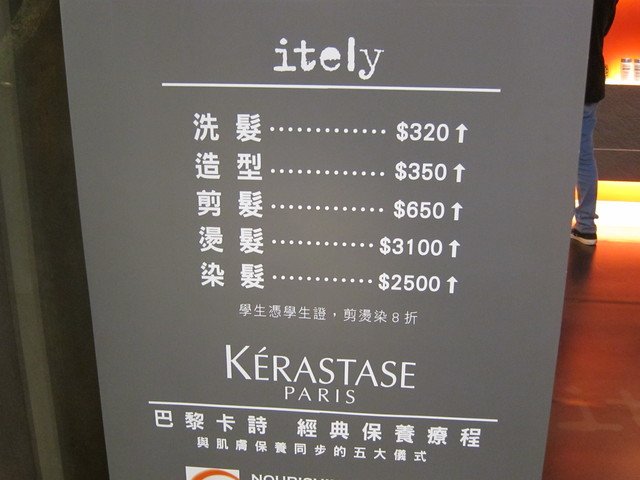 itely
洗髮 ············· $320↑
造型 ············· $350↑
剪髮 ············· $650↑
燙髮 ············ $3100↑
染髮 ············ $2500↑
學生憑學生證，剪燙染8折
KÉRASTASE
PARIS
巴黎卡詩 經典保養療程
與肌膚保養同步的五大儀式